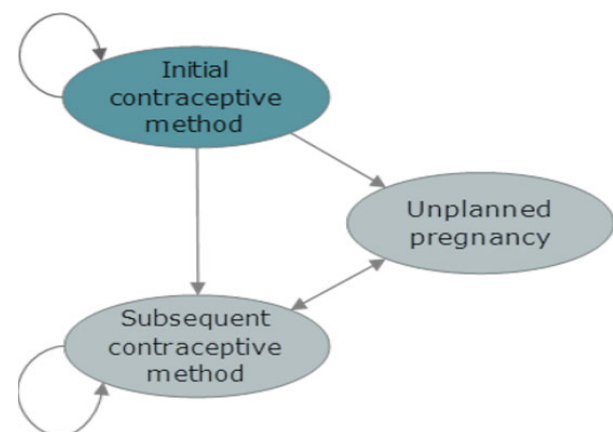 Initial
contraceptive
method
Unplanned
pregnancy
Subsequent
contraceptive
method